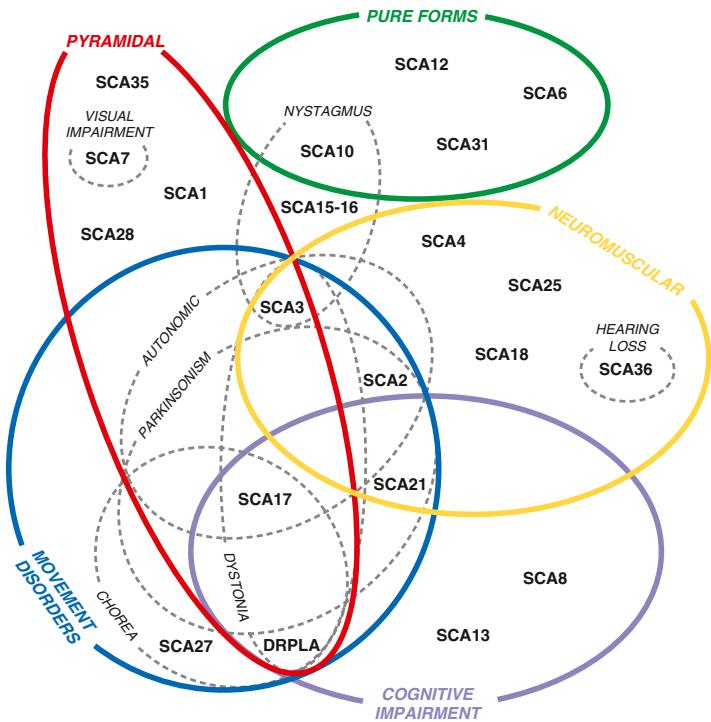 PURE FORMS
PYRAMIDAL
SCA12
SCA35
SCA6
NYSTAGMUS
VISUAL
IMPAIRMENT
SCA7
SCA10
SCA31
SCA1
SCA15-16
SCA28
SCA4
NEUROMUSCULAR
SCA25
SCA3
AUTONOMIC
HEARING
LOSS
SCA18
SCA36
PARKINSONISM
SCA2
SCA21
SCA17
SCA8
DYSTONIA
MOVEMENT
DISORDERS
CHOREA
SCA27
DRPLA
SCA13
COGNITIVE
IMPAIRMENT